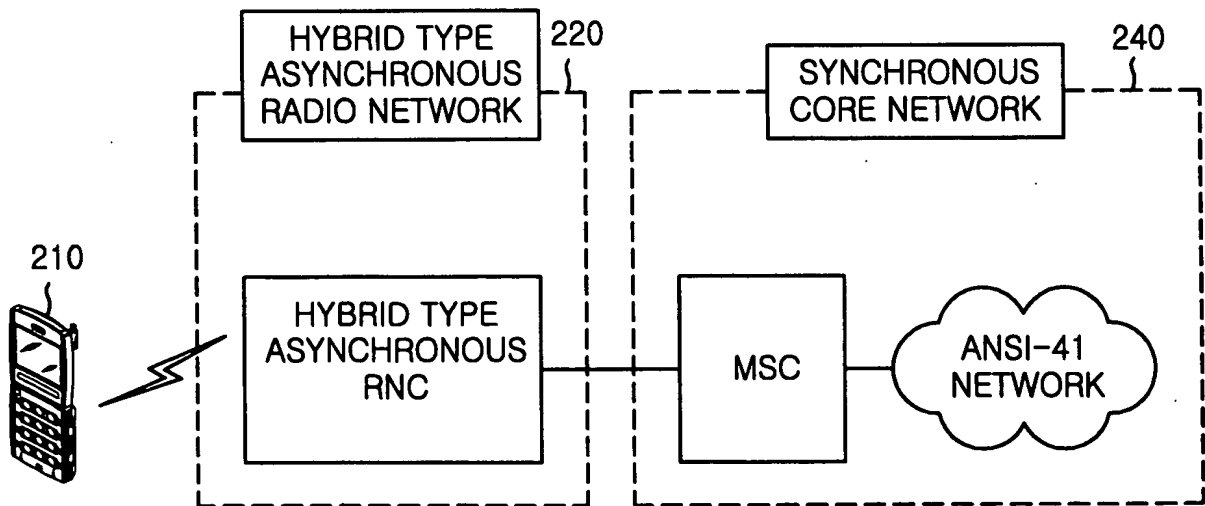 HYBRID TYPE
ASYNCHRONOUS
RADIO NETWORK
220
SYNCHRONOUS
CORE NETWORK
240
210
HYBRID TYPE
ASYNCHRONOUS
RNC
MSC
ANSI-41
NETWORK